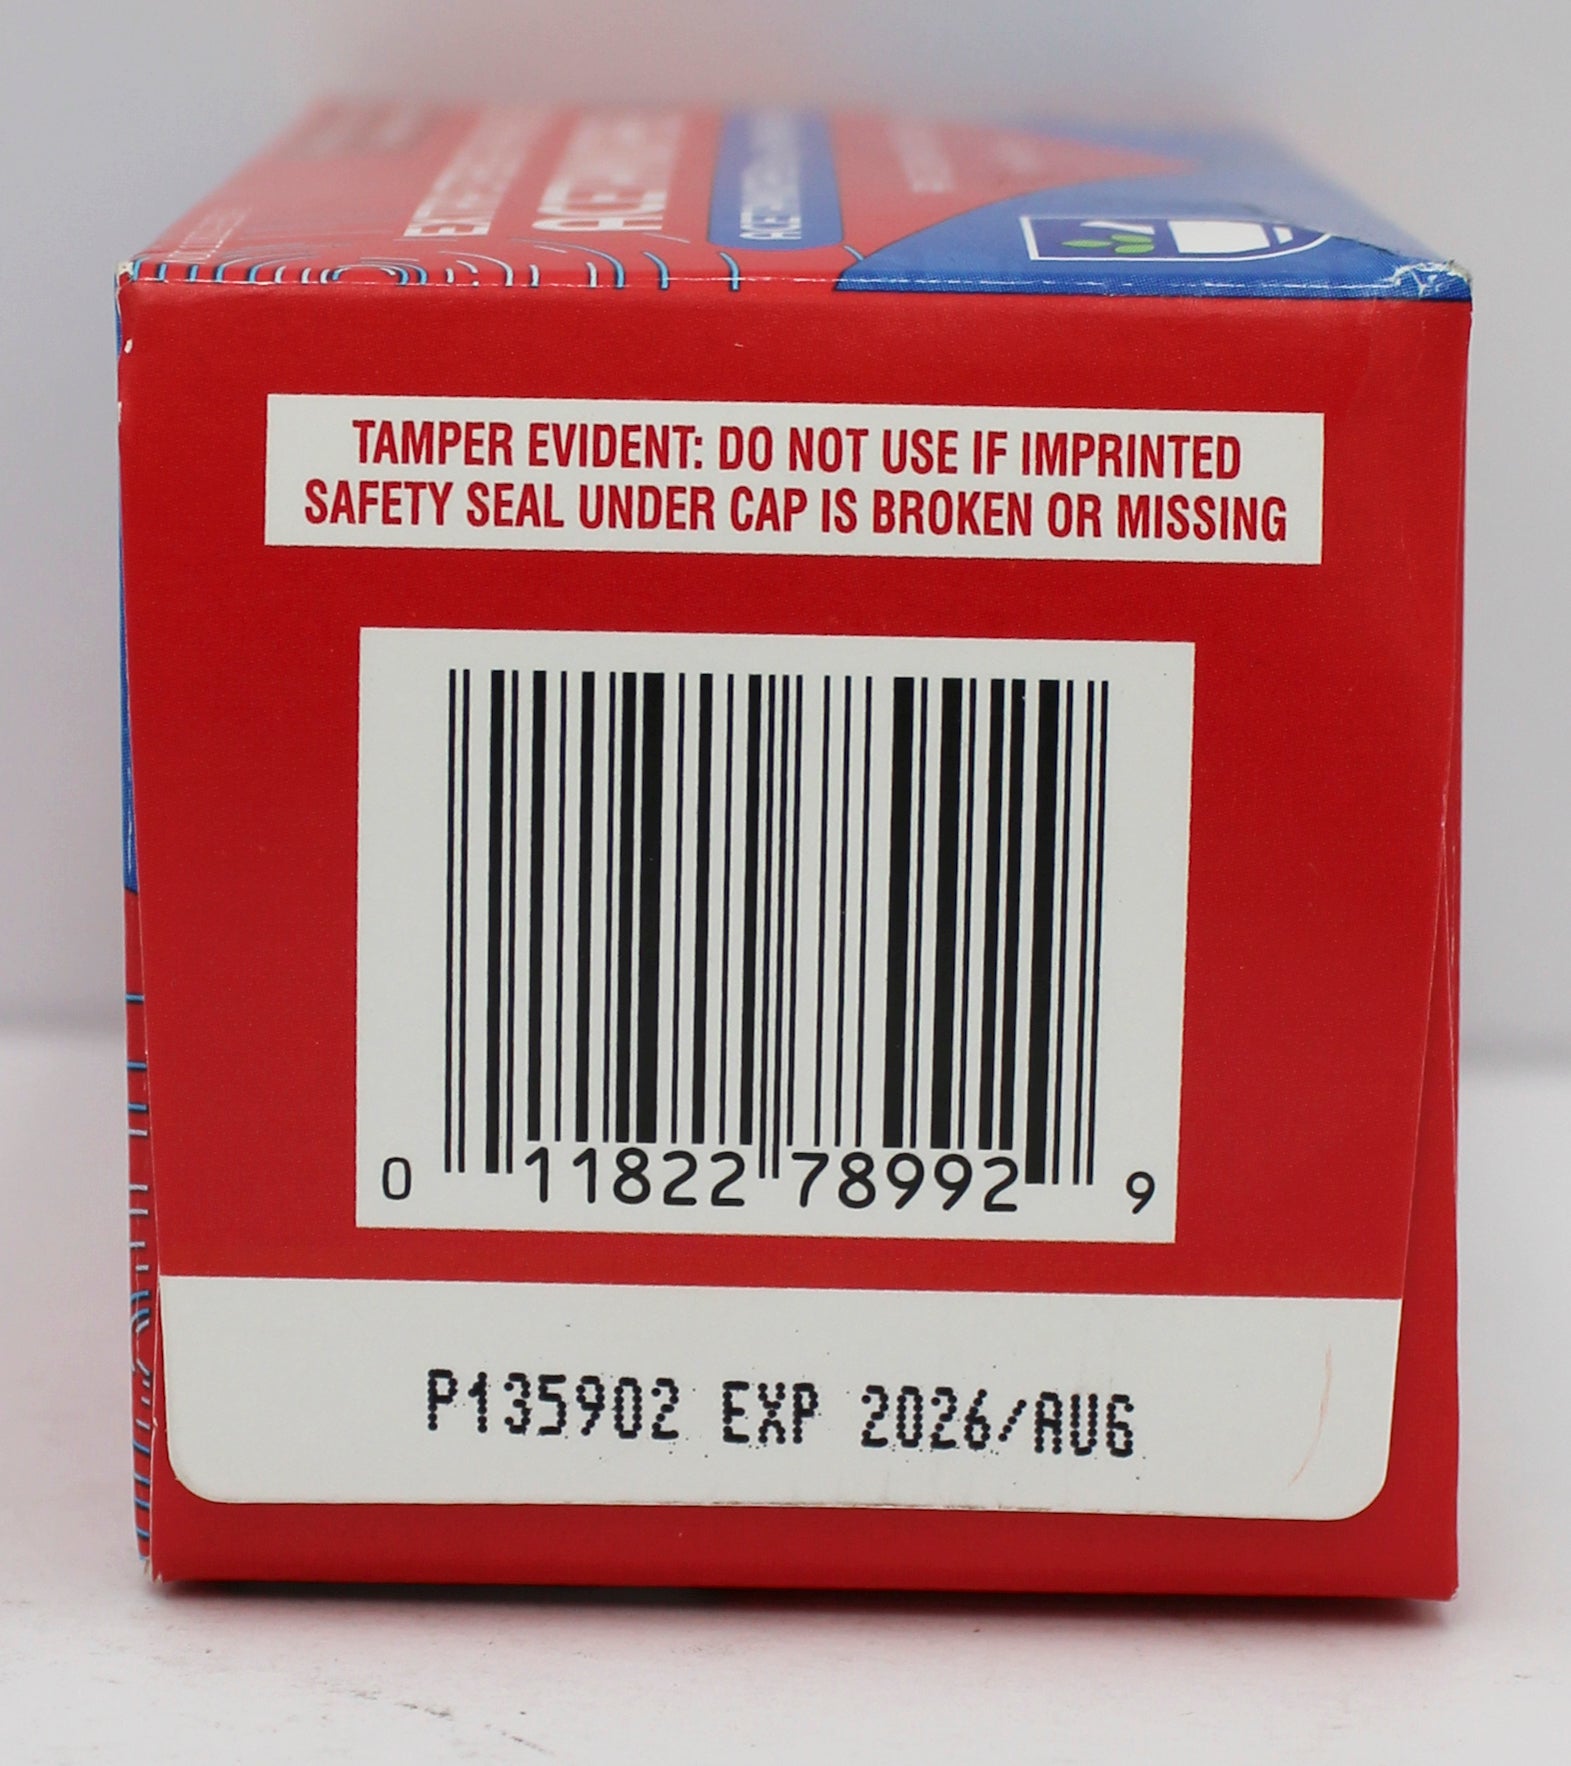 TAMPER EVIDENT: DO NOT USE IF IMPRINTED
SAFETY SEAL UNDER CAP IS BROKEN OR MISSING
0 11822 78992 9
P135902 EXP 2026/AUG